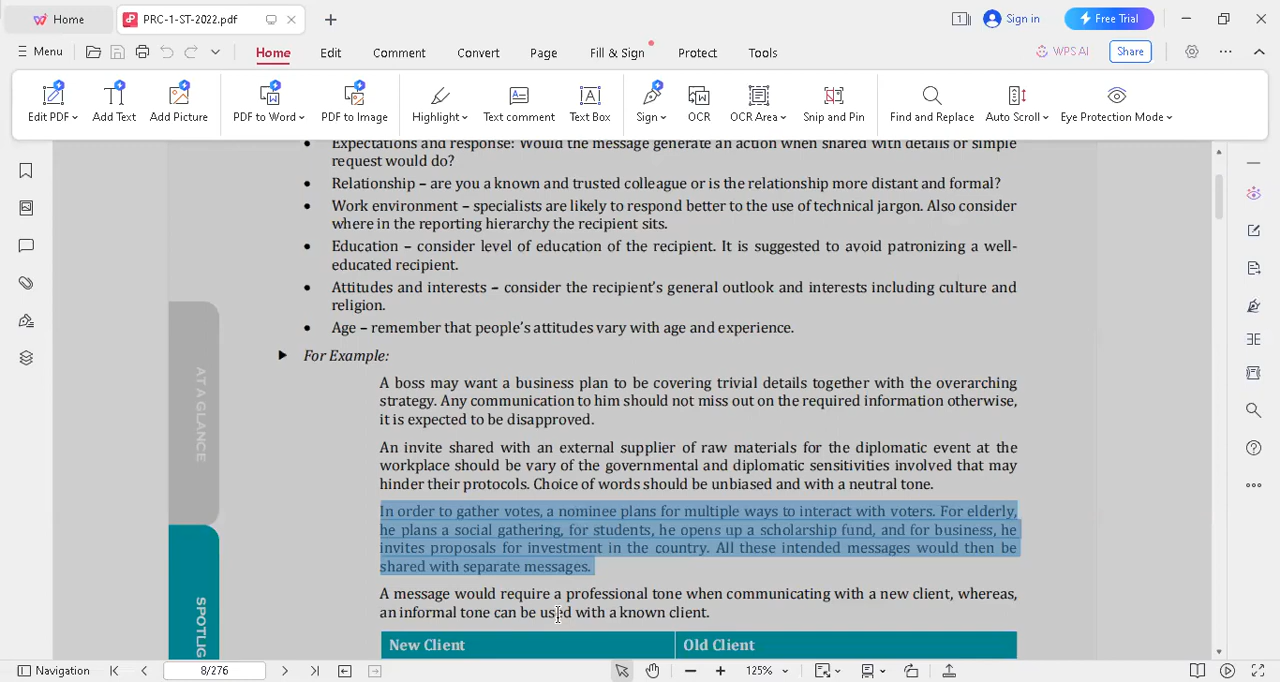 Home
PRC-1-ST-2022.pdf
Sign in
Free Trial
Menu
Home
Edit
Comment
Convert
Page
Fill & Sign
Protect
Tools
WPS AI
Share
Edit PDF
Add Text
Add Picture
PDF to Word
PDF to Image
Highlight
Text comment
Text Box
Sign
OCR
OCR Area
Snip and Pin
Find and Replace
Auto Scroll
Eye Protection Mode
• Expectations and response: Would the message generate an action when shared with details or simple
request would do?
• Relationship – are you a known and trusted colleague or is the relationship more distant and formal?
• Work environment – specialists are likely to respond better to the use of technical jargon. Also consider
where in the reporting hierarchy the recipient sits.
• Education – consider level of education of the recipient. It is suggested to avoid patronizing a well-
educated recipient.
• Attitudes and interests – consider the recipient's general outlook and interests including culture and
religion.
• Age – remember that people's attitudes vary with age and experience.
For Example:
A boss may want a business plan to be covering trivial details together with the overarching
strategy. Any communication to him should not miss out on the required information otherwise,
it is expected to be disapproved.
An invite shared with an external supplier of raw materials for the diplomatic event at the
workplace should be vary of the governmental and diplomatic sensitivities involved that may
hinder their protocols. Choice of words should be unbiased and with a neutral tone.
In order to gather votes, a nominee plans for multiple ways to interact with voters. For elderly,
he plans a social gathering, for students, he opens up a scholarship fund, and for business, he
invites proposals for investment in the country. All these intended messages would then be
shared with separate messages.
A message would require a professional tone when communicating with a new client, whereas,
an informal tone can be used with a known client.
New Client
Old Client
AT A GLANCE
SPOTLIG
Navigation
8/276
125%